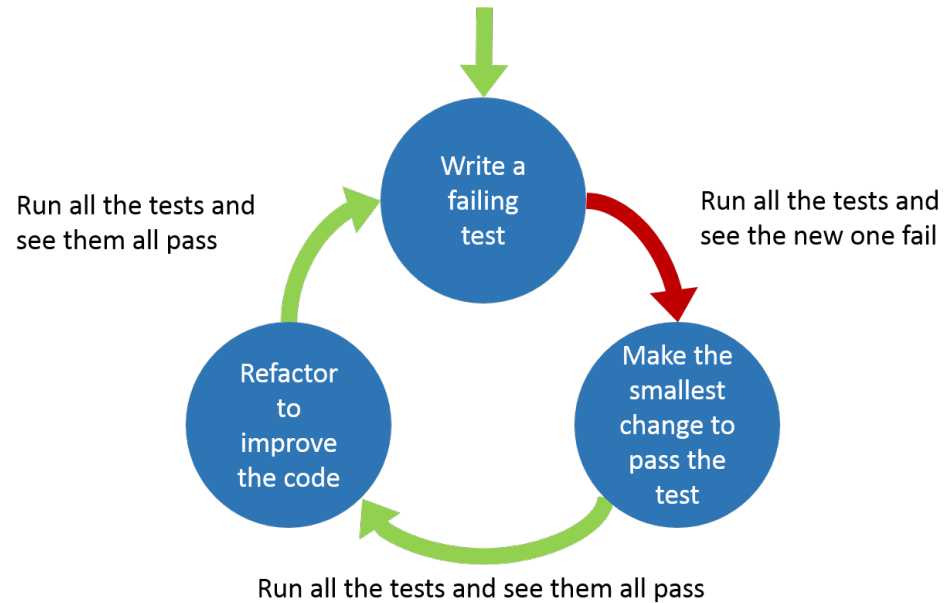 Write a
failing
test
Run all the tests and
see the new one fail
Make the
smallest
change to
pass the
test
Run all the tests and see them all pass
Refactor
to
improve
the code
Run all the tests and
see them all pass